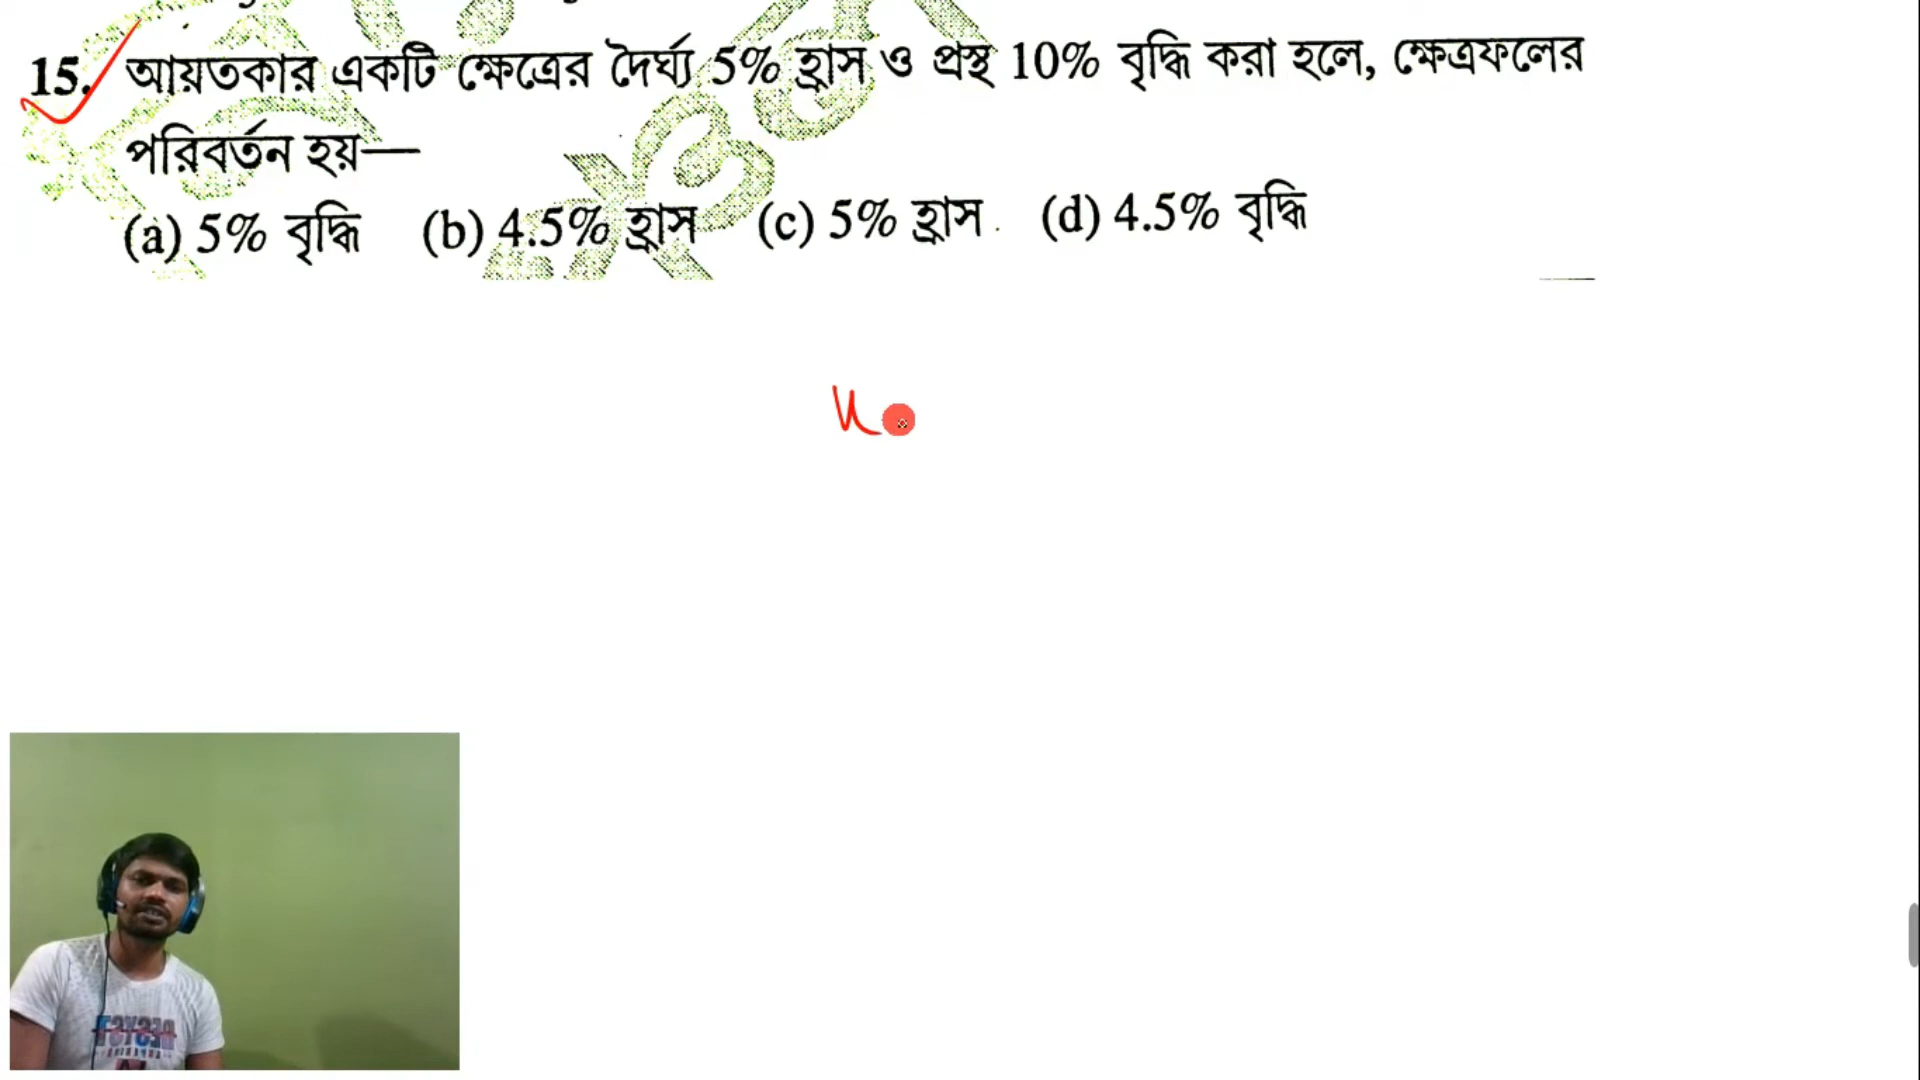 15. আয়তকার একটি ক্ষেত্রের দৈর্ঘ্য 5% হ্রাস ও প্রস্থ 10% বৃদ্ধি করা হলে, ক্ষেত্রফলের
পরিবর্তন হয়—
(a) 5% বৃদ্ধি (b) 4.5% হ্রাস (c) 5% হ্রাস (d) 4.5% বৃদ্ধি